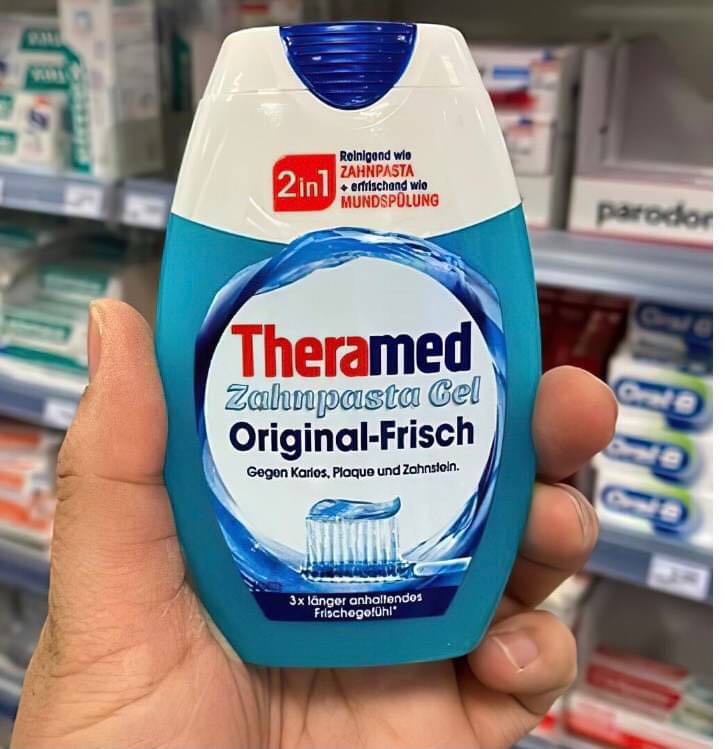 2in1
Reinigend wie
ZAHNPASTA
+ erfrischend wie
MUNDSPÜLUNG
Theramed
Zahnpasta Gel
Original-Frisch
Gegen Karies, Plaque und Zahnstein.
3x länger anhaltendes
Frischegefühl*
parodon
Oral-B
Oral-B
Oral-B
Oral-B